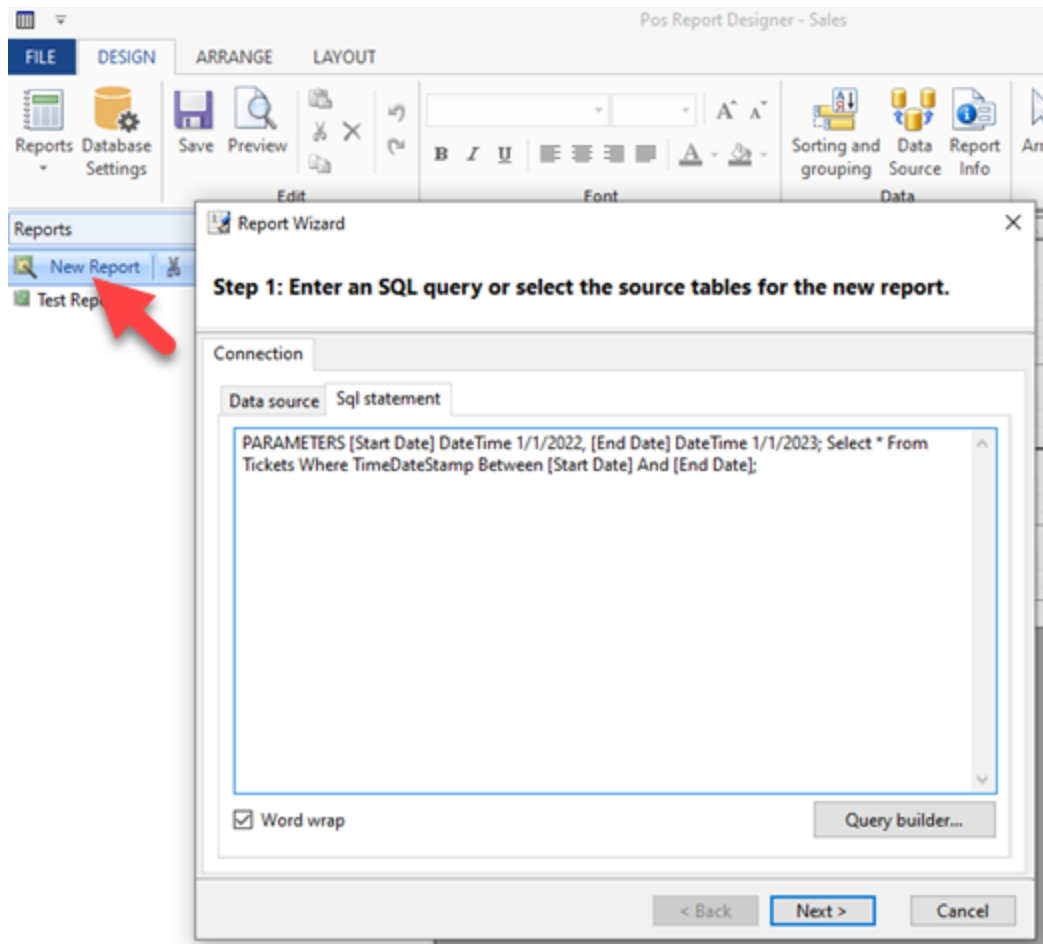 Pos Report Designer - Sales
FILE DESIGN ARRANGE LAYOUT
Reports Database Settings Save Preview
B I U A A A
Sorting and grouping Data Source Report Info
Edit Font Data
Reports
New Report
Test Rep
Report Wizard
Step 1: Enter an SQL query or select the source tables for the new report.
Connection
Data source Sql statement
PARAMETERS [Start Date] DateTime 1/1/2022, [End Date] DateTime 1/1/2023; Select * From
Tickets Where TimeDateStamp Between [Start Date] And [End Date];
Word wrap
Query builder...
< Back Next > Cancel